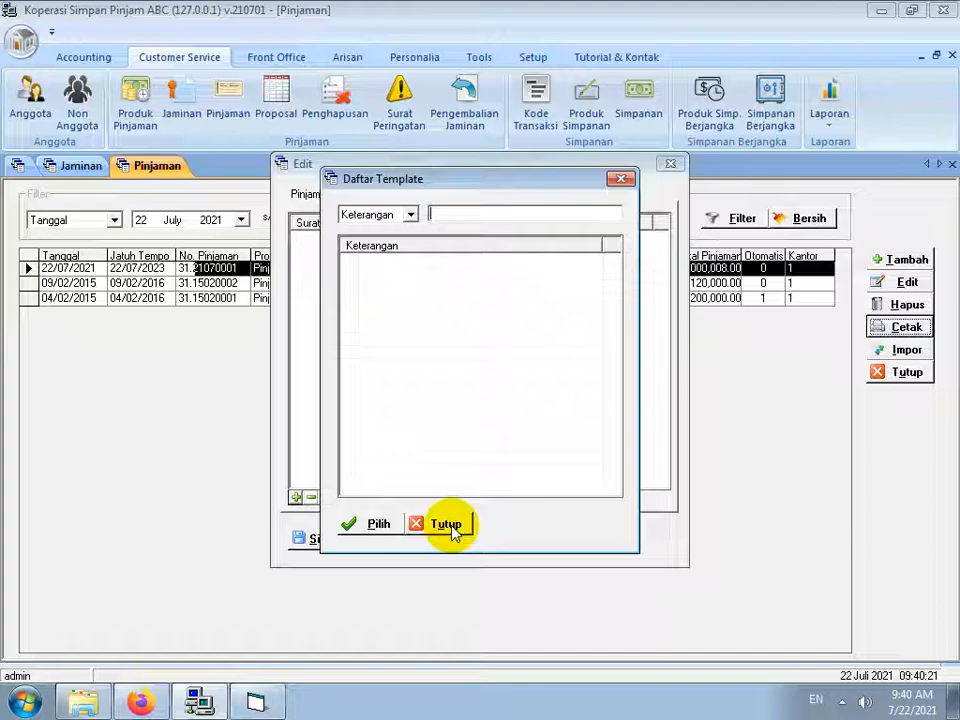 Koperasi Simpan Pinjam ABC (127.0.0.1) v.210701 - [Pinjaman]
Accounting Customer Service Front Office Arisan Personalia Tools Setup Tutorial & Kontak
Anggota Non Anggota Produk Pinjaman Jaminan Pinjaman Proposal Penghapusan Surat Peringatan Pengembalian Jaminan Kode Transaksi Produk Simpanan Simpanan Produk Simp. Berjangka Simpanan Berjangka Laporan
Anggota Pinjaman Simpanan Simpanan Berjangka Laporan
Jaminan Pinjaman
Edit
Daftar Template
Filter
Tanggal 22 July 2021 Filter Bersih
Keterangan
Keterangan
Tanggal Jatuh Tempo No. Pinjaman Otomatis Kantor
22/07/2021 22/07/2023 31.21070001 000,008.00 0 1
09/02/2015 09/02/2016 31.15020002 120,000.00 0 1
04/02/2015 04/02/2016 31.15020001 200,000.00 1 1
Tambah
Edit
Hapus
Cetak
Impor
Tutup
Pilih Tutup
admin 22 Juli 2021 09:40:21
EN 9:40 AM
7/22/2021